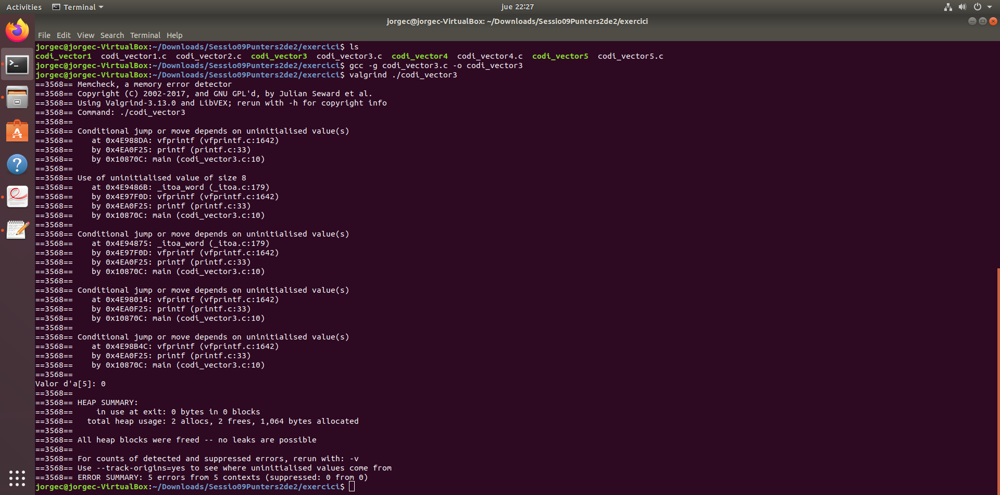 Activities Terminal jue 22:27
jorgec@jorgec-VirtualBox: ~/Downloads/Sessio09Punters2de2/exercici
File Edit View Search Terminal Help
jorgec@jorgec-VirtualBox:~/Downloads/Sessio09Punters2de2/exercici$ ls
codi_vector1 codi_vector1.c codi_vector2.c codi_vector3 codi_vector3.c codi_vector4 codi_vector4.c codi_vector5 codi_vector5.c
jorgec@jorgec-VirtualBox:~/Downloads/Sessio09Punters2de2/exercici$ gcc -g codi_vector3.c -o codi_vector3
jorgec@jorgec-VirtualBox:~/Downloads/Sessio09Punters2de2/exercici$ valgrind ./codi_vector3
==3568== Memcheck, a memory error detector
==3568== Copyright (C) 2002-2017, and GNU GPL'd, by Julian Seward et al.
==3568== Using Valgrind-3.13.0 and LibVEX; rerun with -h for copyright info
==3568== Command: ./codi_vector3
==3568==
==3568== Conditional jump or move depends on uninitialised value(s)
==3568==    at 0x4E988DA: vfprintf (vfprintf.c:1642)
==3568==    by 0x4EA0F25: printf (printf.c:33)
==3568==    by 0x10870C: main (codi_vector3.c:10)
==3568==
==3568== Use of uninitialised value of size 8
==3568==    at 0x4E9486B: _itoa_word (_itoa.c:179)
==3568==    by 0x4E97F0D: vfprintf (vfprintf.c:1642)
==3568==    by 0x4EA0F25: printf (printf.c:33)
==3568==    by 0x10870C: main (codi_vector3.c:10)
==3568==
==3568== Conditional jump or move depends on uninitialised value(s)
==3568==    at 0x4E94875: _itoa_word (_itoa.c:179)
==3568==    by 0x4E97F0D: vfprintf (vfprintf.c:1642)
==3568==    by 0x4EA0F25: printf (printf.c:33)
==3568==    by 0x10870C: main (codi_vector3.c:10)
==3568==
==3568== Conditional jump or move depends on uninitialised value(s)
==3568==    at 0x4E98014: vfprintf (vfprintf.c:1642)
==3568==    by 0x4EA0F25: printf (printf.c:33)
==3568==    by 0x10870C: main (codi_vector3.c:10)
==3568==
==3568== Conditional jump or move depends on uninitialised value(s)
==3568==    at 0x4E98B4C: vfprintf (vfprintf.c:1642)
==3568==    by 0x4EA0F25: printf (printf.c:33)
==3568==    by 0x10870C: main (codi_vector3.c:10)
==3568==
Valor d'a[5]: 0
==3568==
==3568== HEAP SUMMARY:
==3568==     in use at exit: 0 bytes in 0 blocks
==3568==   total heap usage: 2 allocs, 2 frees, 1,064 bytes allocated
==3568==
==3568== All heap blocks were freed -- no leaks are possible
==3568==
==3568== For counts of detected and suppressed errors, rerun with: -v
==3568== Use --track-origins=yes to see where uninitialised values come from
==3568== ERROR SUMMARY: 5 errors from 5 contexts (suppressed: 0 from 0)
jorgec@jorgec-VirtualBox:~/Downloads/Sessio09Punters2de2/exercici$